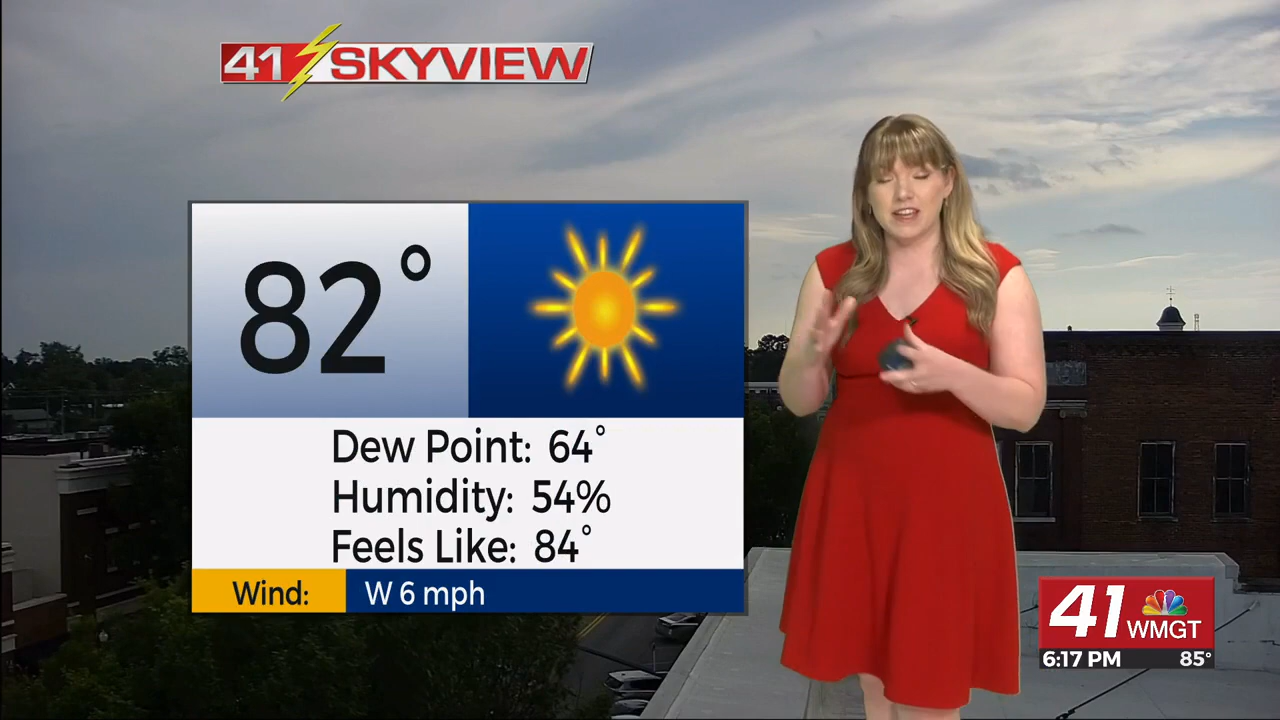 41 SKYVIEW
82°
Dew Point: 64°
Humidity: 54%
Feels Like: 84°
Wind: W 6 mph
41 WMGT
6:17 PM 85°